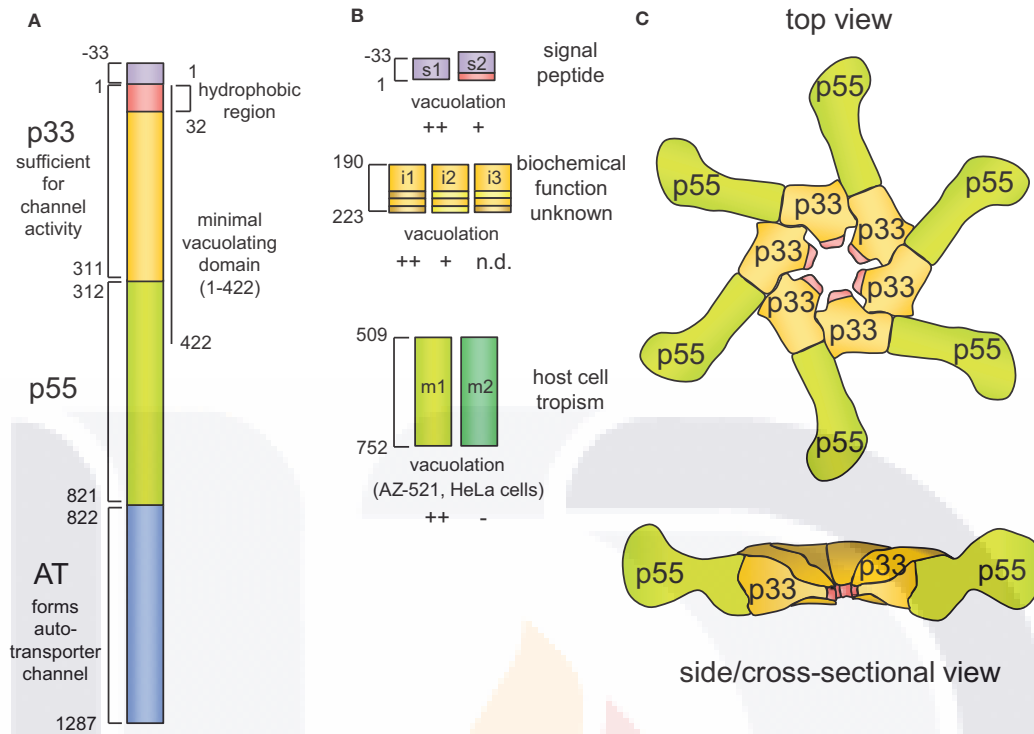 A
-33
1
1
hydrophobic
region
32
p33
sufficient
for
channel
activity
minimal
vacuolating
domain
(1-422)
311
312
422
p55
821
822
AT
forms
auto-
transporter
channel
1287
B
-33
1
s1
s2
signal
peptide
vacuolation
++
+
190
223
i1
i2
i3
biochemical
function
unknown
vacuolation
++
+
n.d.
509
752
m1
m2
host cell
tropism
vacuolation
(AZ-521, HeLa cells)
++
-
C
top view
p55
p55
p55
p33
p33
p33
p33
p33
p33
p55
p55
p55
p55
p33
p33
p55
side/cross-sectional view